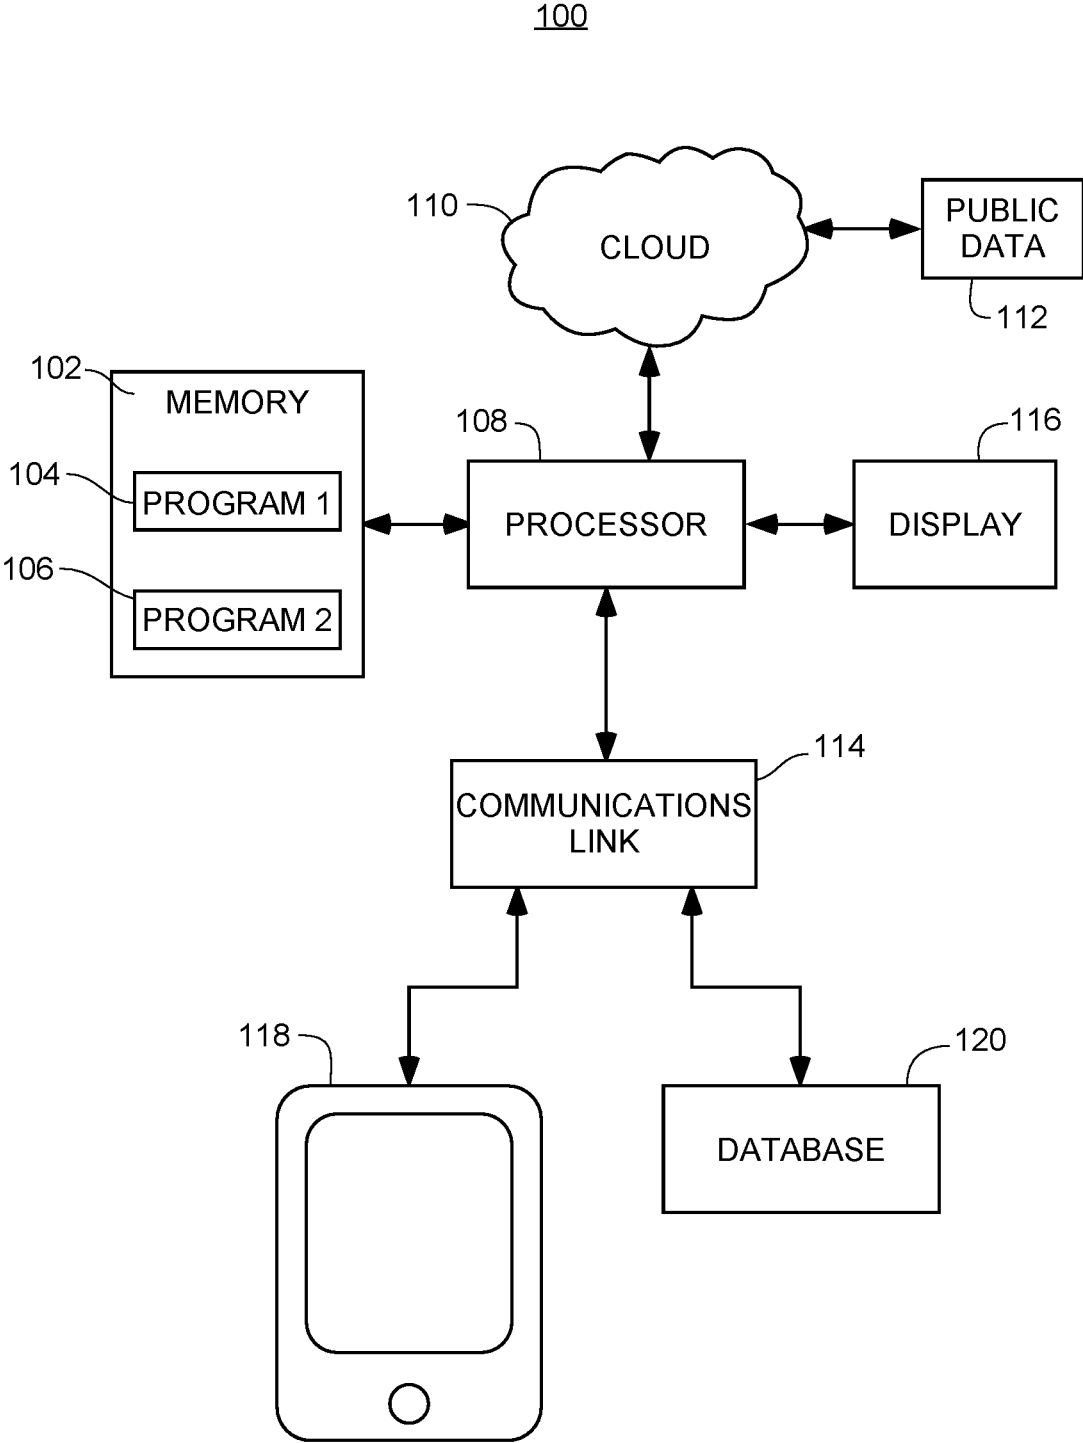 100
110
CLOUD
PUBLIC
DATA
112
102
MEMORY
104
PROGRAM 1
106
PROGRAM 2
108
PROCESSOR
116
DISPLAY
114
COMMUNICATIONS
LINK
118
120
DATABASE